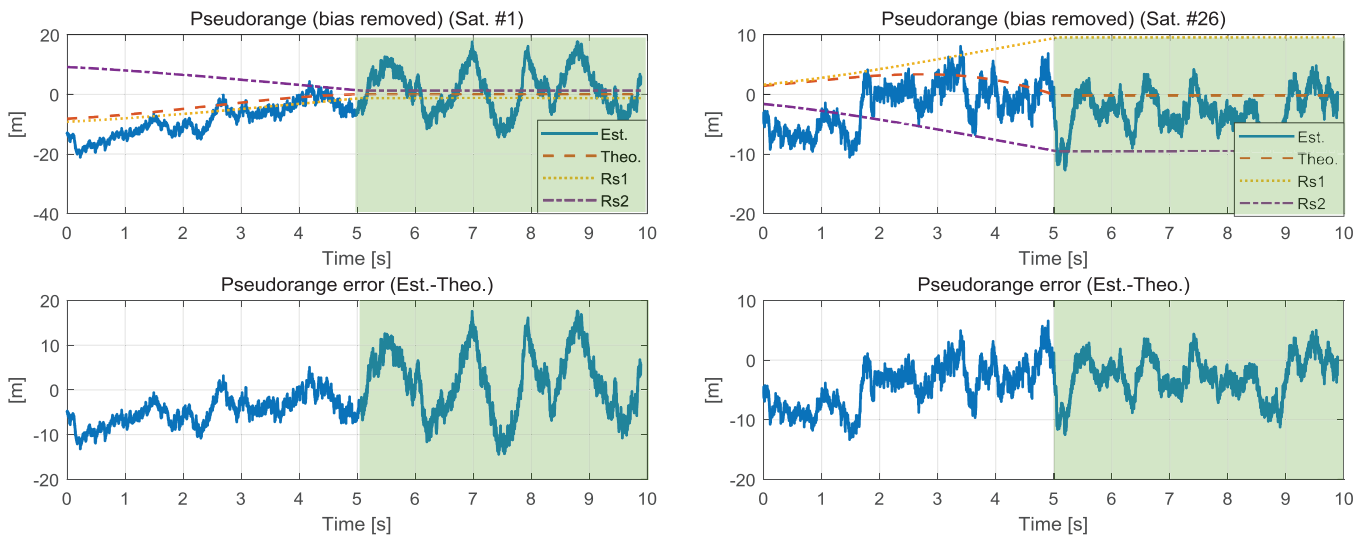 Pseudorange (bias removed) (Sat. #1)
20
0
-20
-40
[m]
Est.
Theo.
Rs1
Rs2
0 1 2 3 4 5 6 7 8 9 10
Time [s]
Pseudorange (bias removed) (Sat. #26)
10
0
-10
-20
[m]
Est.
Theo.
Rs1
Rs2
0 1 2 3 4 5 6 7 8 9 10
Time [s]
Pseudorange error (Est.-Theo.)
20
10
0
-10
-20
[m]
0 1 2 3 4 5 6 7 8 9 10
Time [s]
Pseudorange error (Est.-Theo.)
10
0
-10
-20
[m]
0 1 2 3 4 5 6 7 8 9 10
Time [s]